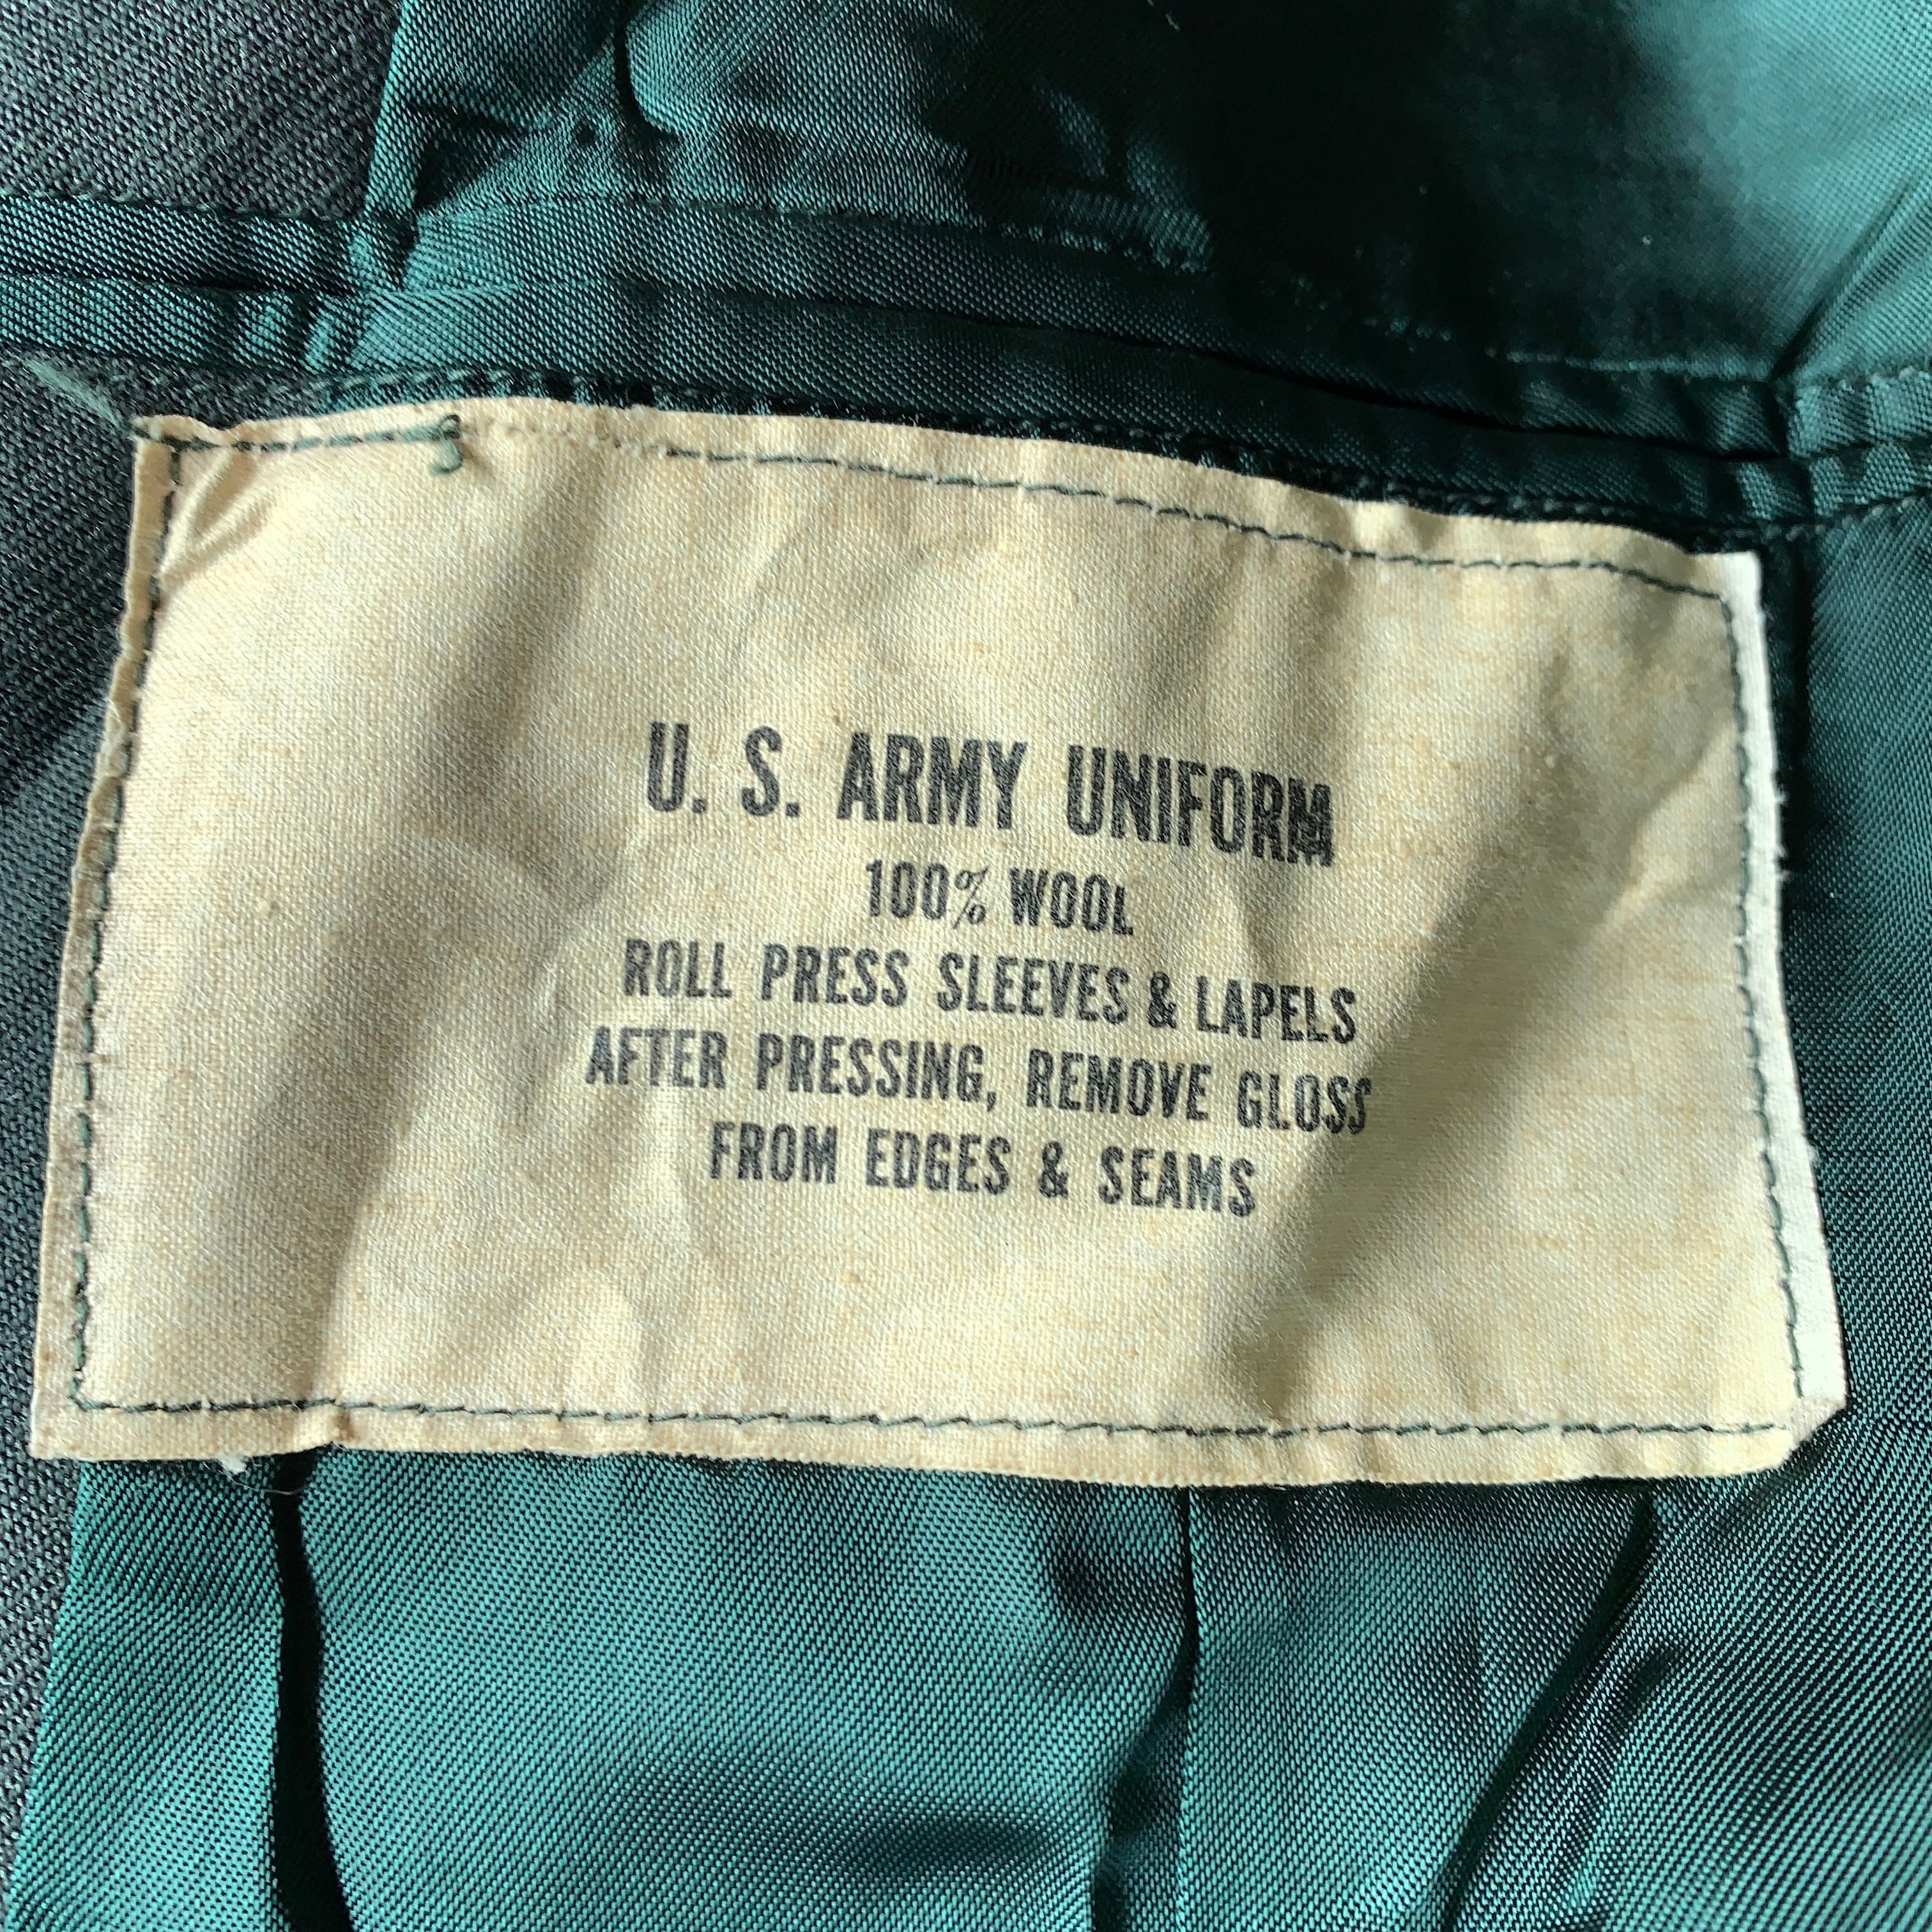 U. S. ARMY UNIFORM
100% WOOL
ROLL PRESS SLEEVES & LAPELS
AFTER PRESSING, REMOVE GLOSS
FROM EDGES & SEAMS